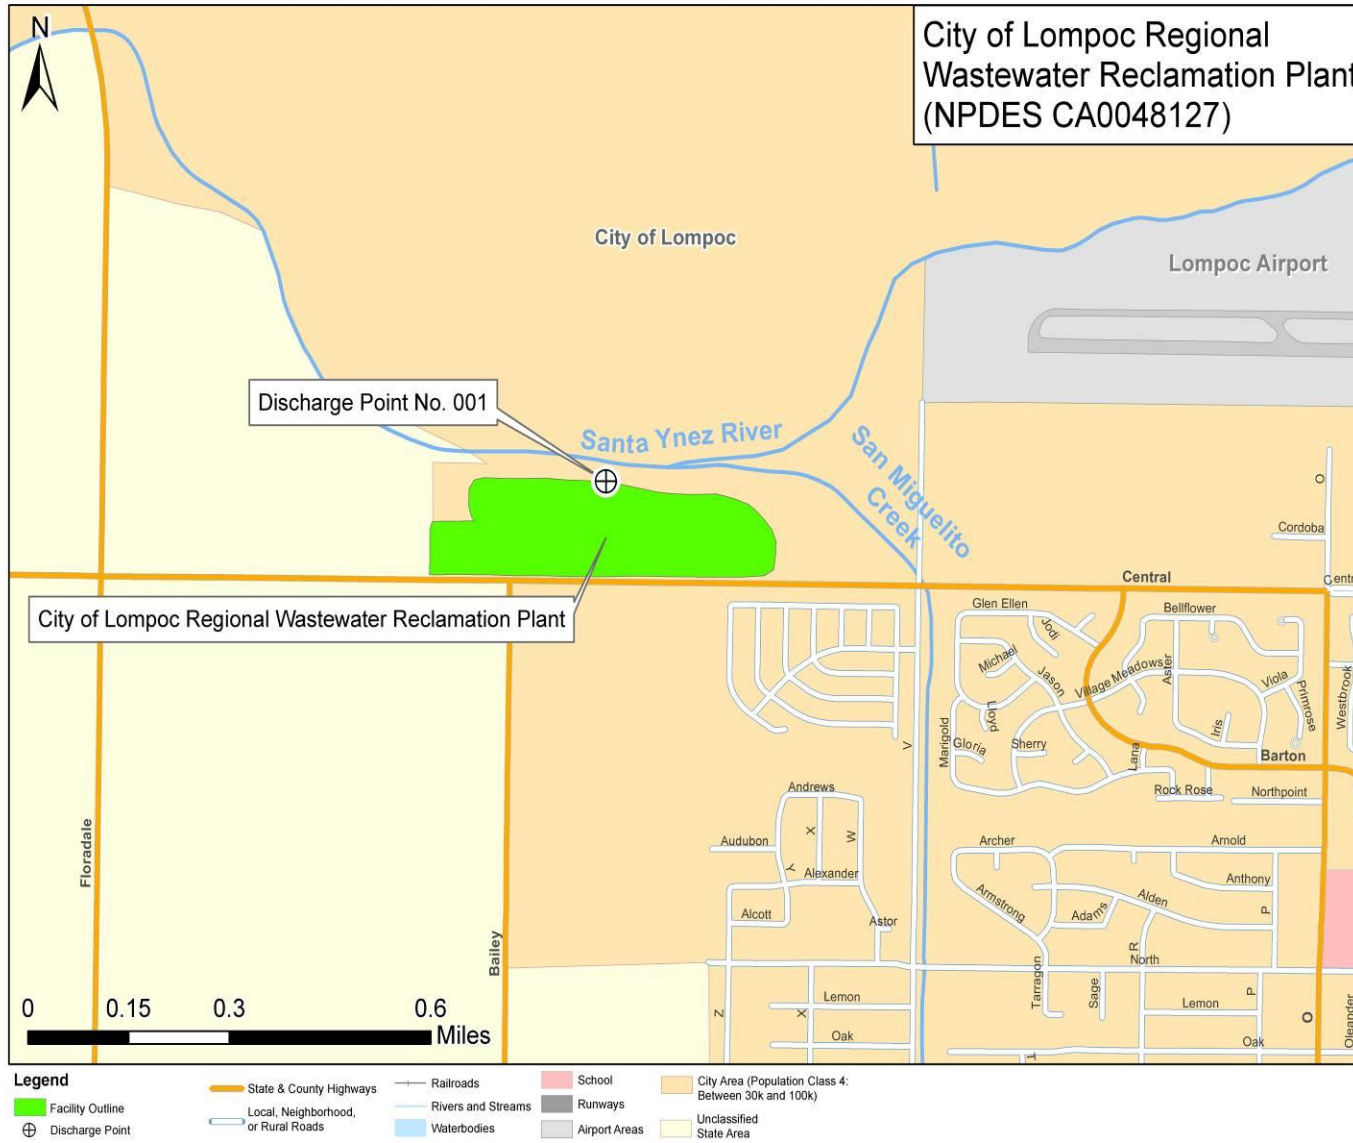 N
City of Lompoc Regional
Wastewater Reclamation Plant
(NPDES CA0048127)
City of Lompoc
Lompoc Airport
Discharge Point No. 001
Santa Ynez River
San Miguelito
Creek
O
Cordoba
Central
Centr
City of Lompoc Regional Wastewater Reclamation Plant
Glen Ellen
Bellflower
Jodi
Michael
Jason
Village Meadows
Aster
Viola
Primrose
Westbrook
Marigold
Lloyd
Gloria
Sherry
Iris
Lana
Barton
V
Rock Rose
Northpoint
Andrews
X
W
Audubon
Y
Alexander
Archer
Arnold
Anthony
Floradale
Armstrong
Adams
Alden
P
Alcott
Astor
Bailey
R
North
Tarragon
Sage
P
Z
X
Lemon
Lemon
O
Oleander
Oak
Oak
T
0 0.15 0.3 0.6
Miles
Legend
Facility Outline
Discharge Point
State & County Highways
Local, Neighborhood,
or Rural Roads
Railroads
Rivers and Streams
Waterbodies
School
Runways
Airport Areas
City Area (Population Class 4:
Between 30k and 100k)
Unclassified
State Area